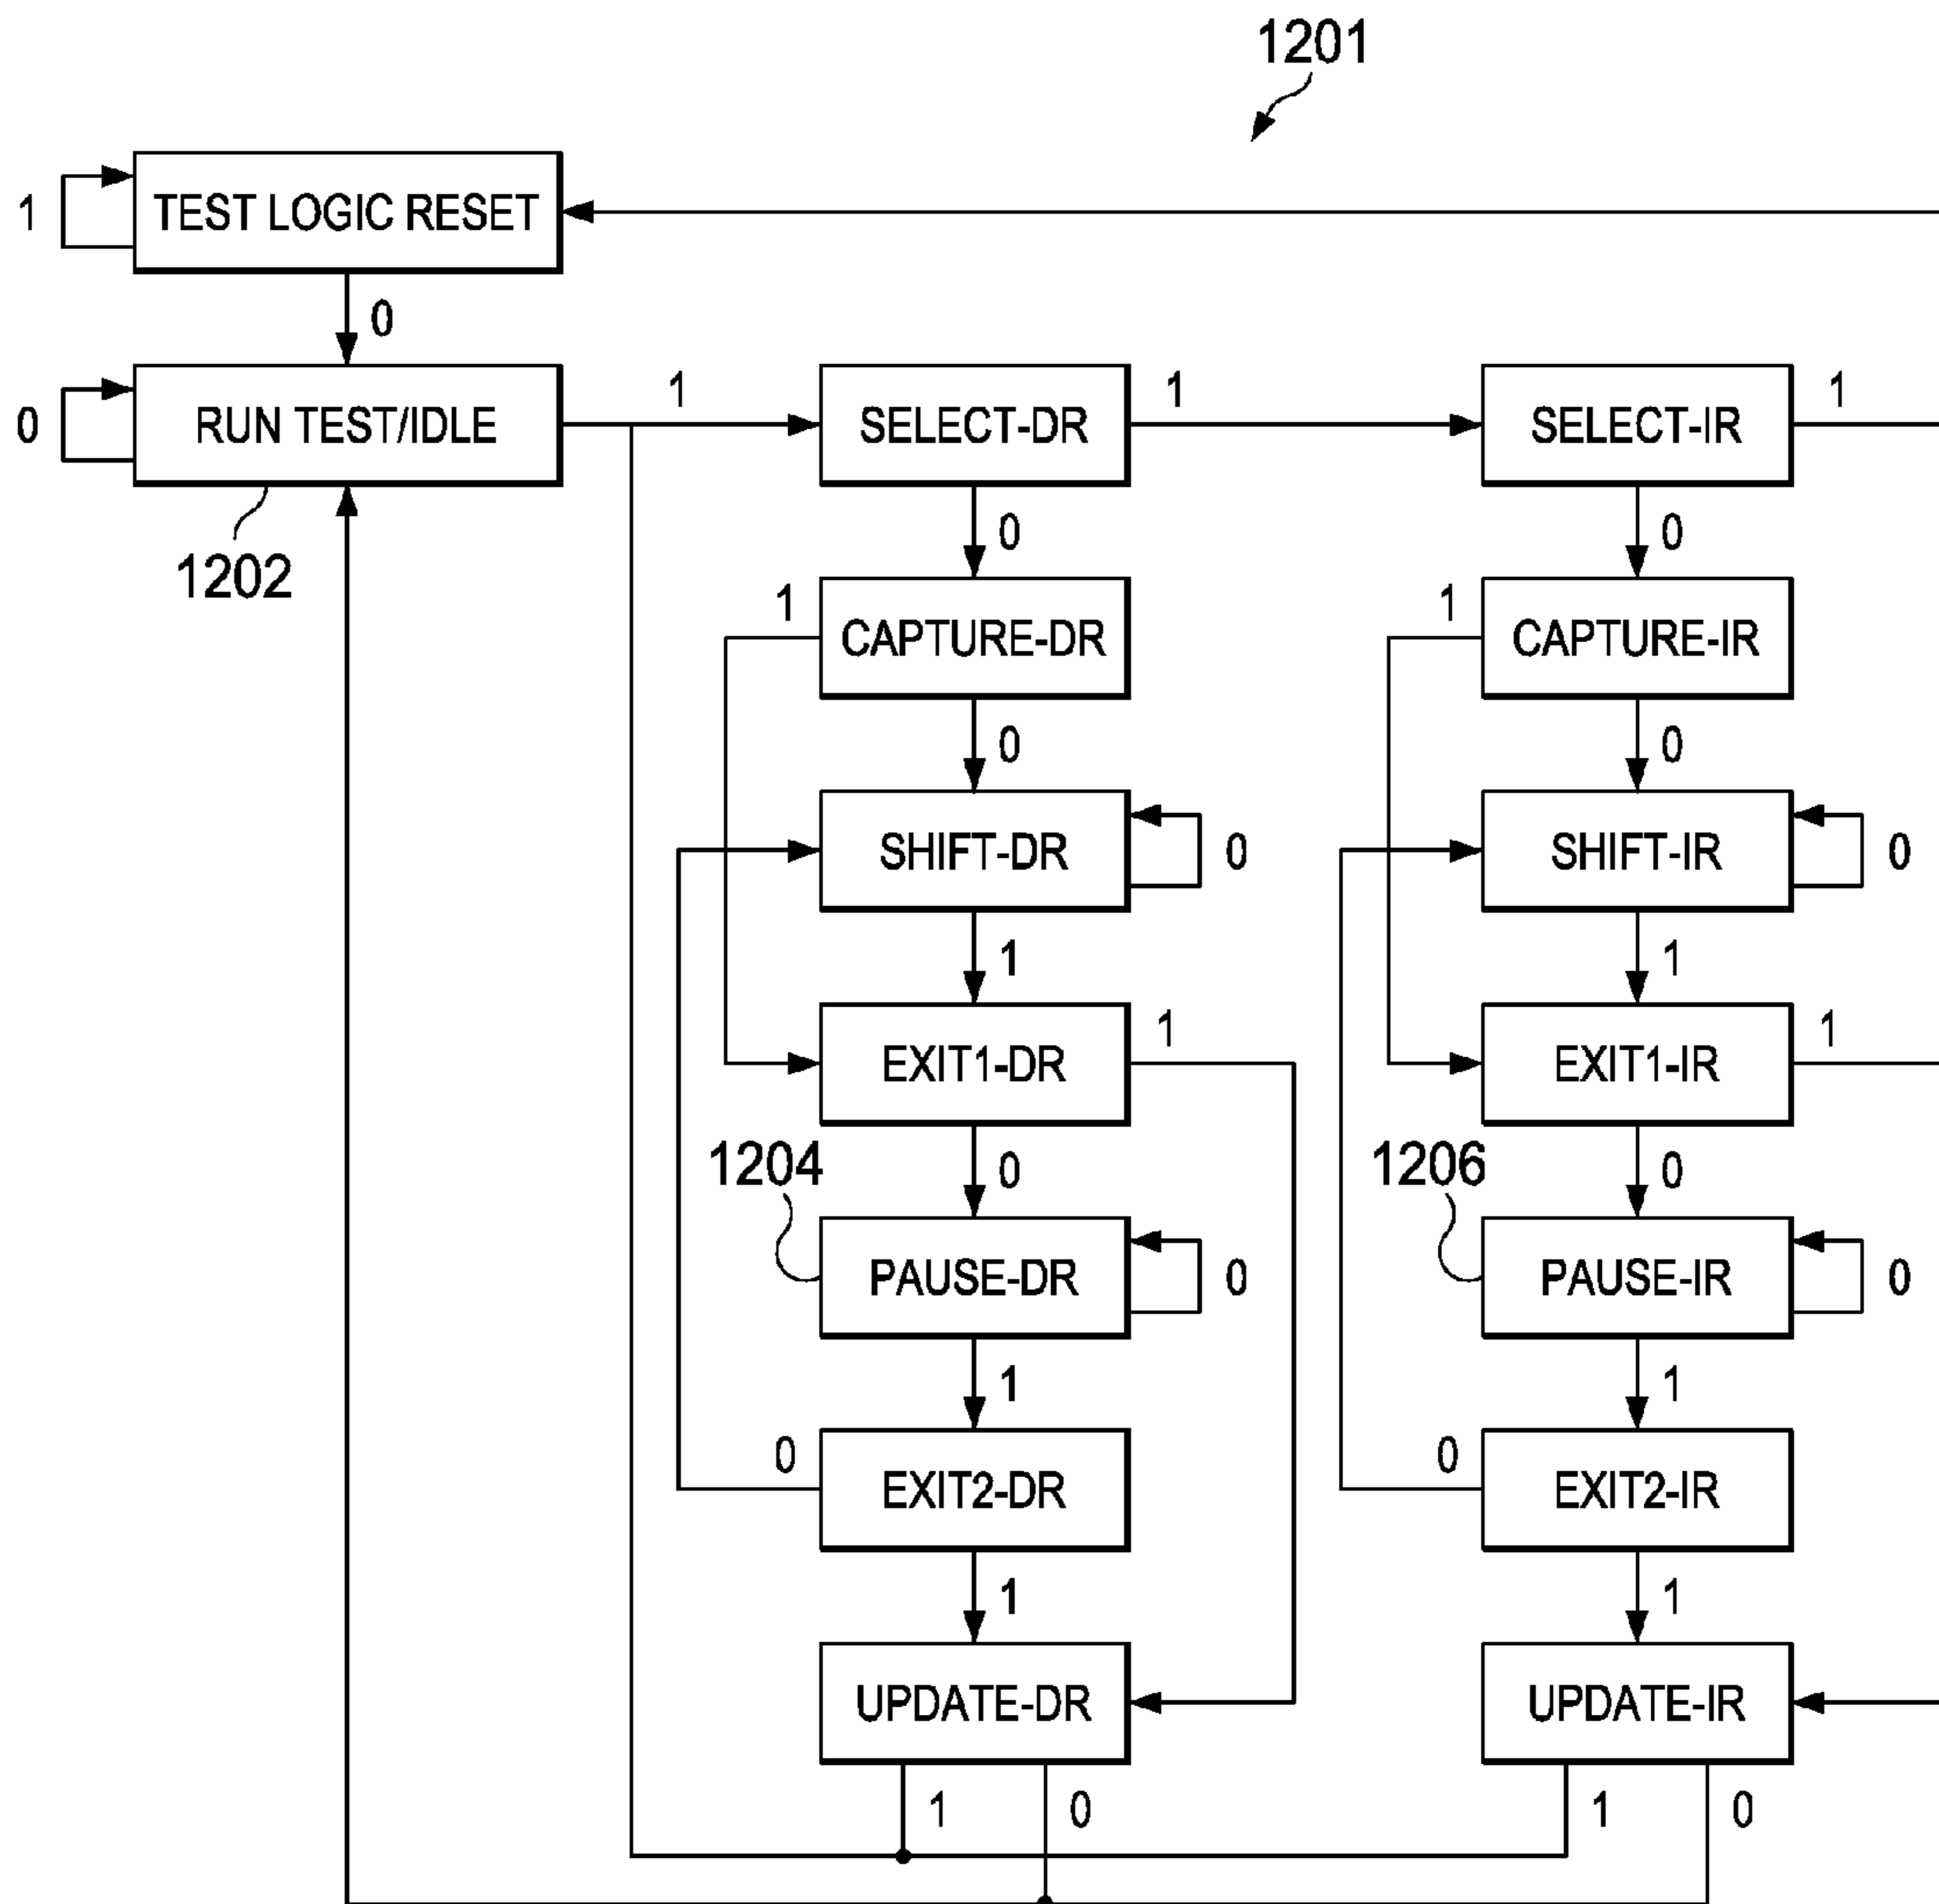 1201
1 TEST LOGIC RESET
0
0 RUN TEST/IDLE 1 SELECT-DR 1 SELECT-IR 1
1202
0 0
1 CAPTURE-DR 1 CAPTURE-IR
0 0
SHIFT-DR 0 SHIFT-IR 0
1 1
EXIT1-DR 1 EXIT1-IR 1
1204 0 1206 0
PAUSE-DR 0 PAUSE-IR 0
1 1
0 EXIT2-DR 0 EXIT2-IR
1 1
UPDATE-DR UPDATE-IR
1 0 1 0